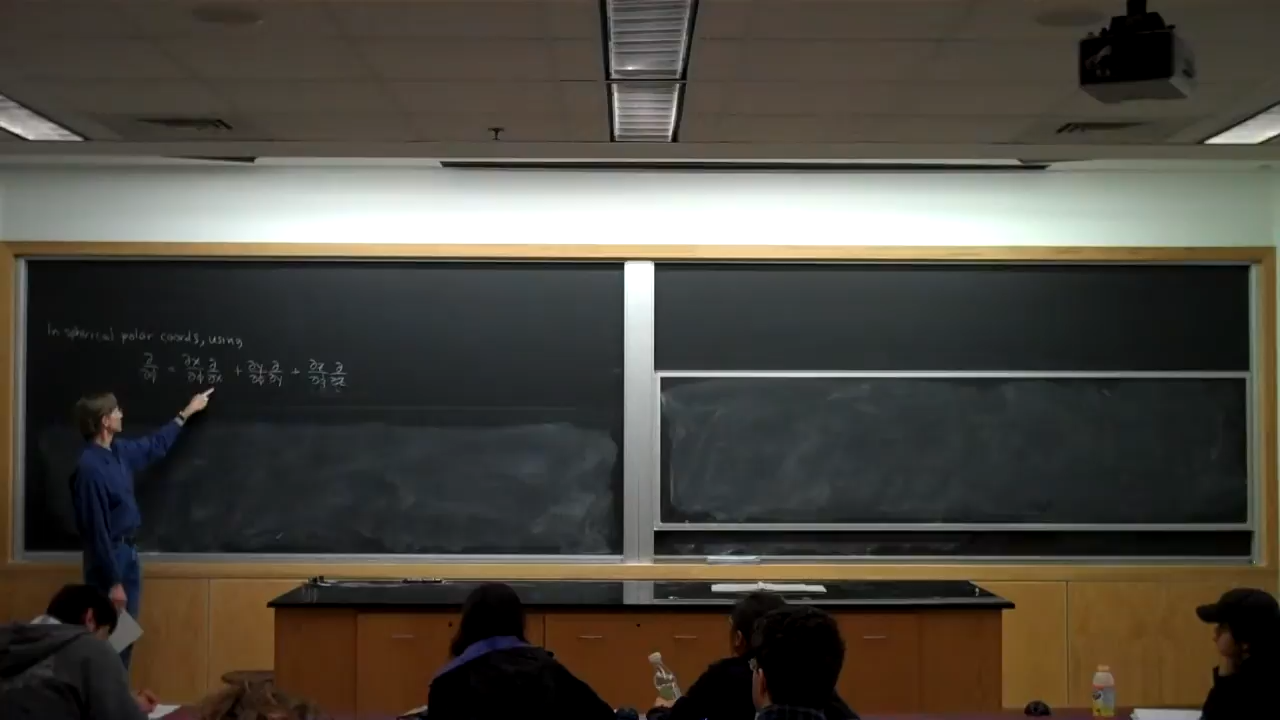 In spherical polar coords, using
∂/∂ϕ = ∂x/∂ϕ ∂/∂x + ∂y/∂ϕ ∂/∂y + ∂z/∂ϕ ∂/∂z